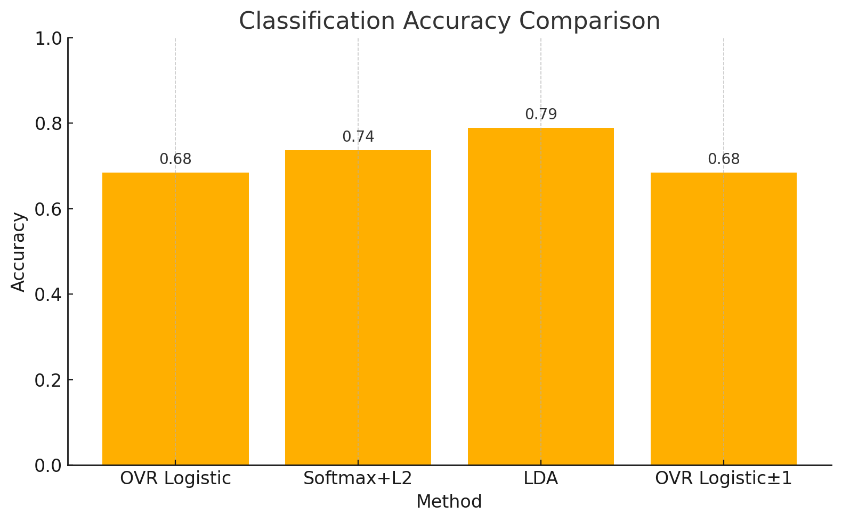 Classification Accuracy Comparison
1.0
0.8
0.6
0.4
0.2
0.0
Accuracy
0.68
0.74
0.79
0.68
OVR Logistic
Softmax+L2
LDA
OVR Logistic±1
Method